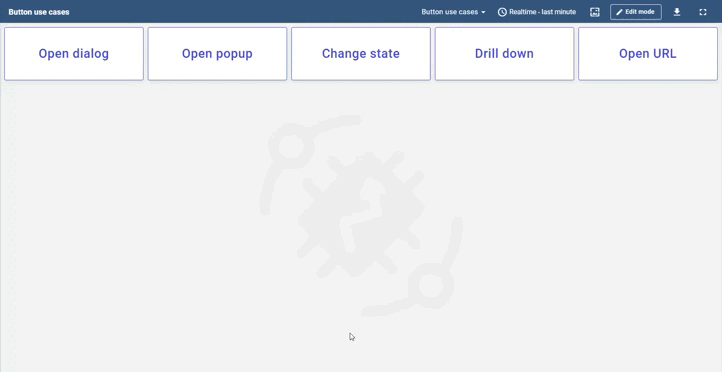 Button use cases
Button use cases
Realtime - last minute
Edit mode
Open dialog
Open popup
Change state
Drill down
Open URL